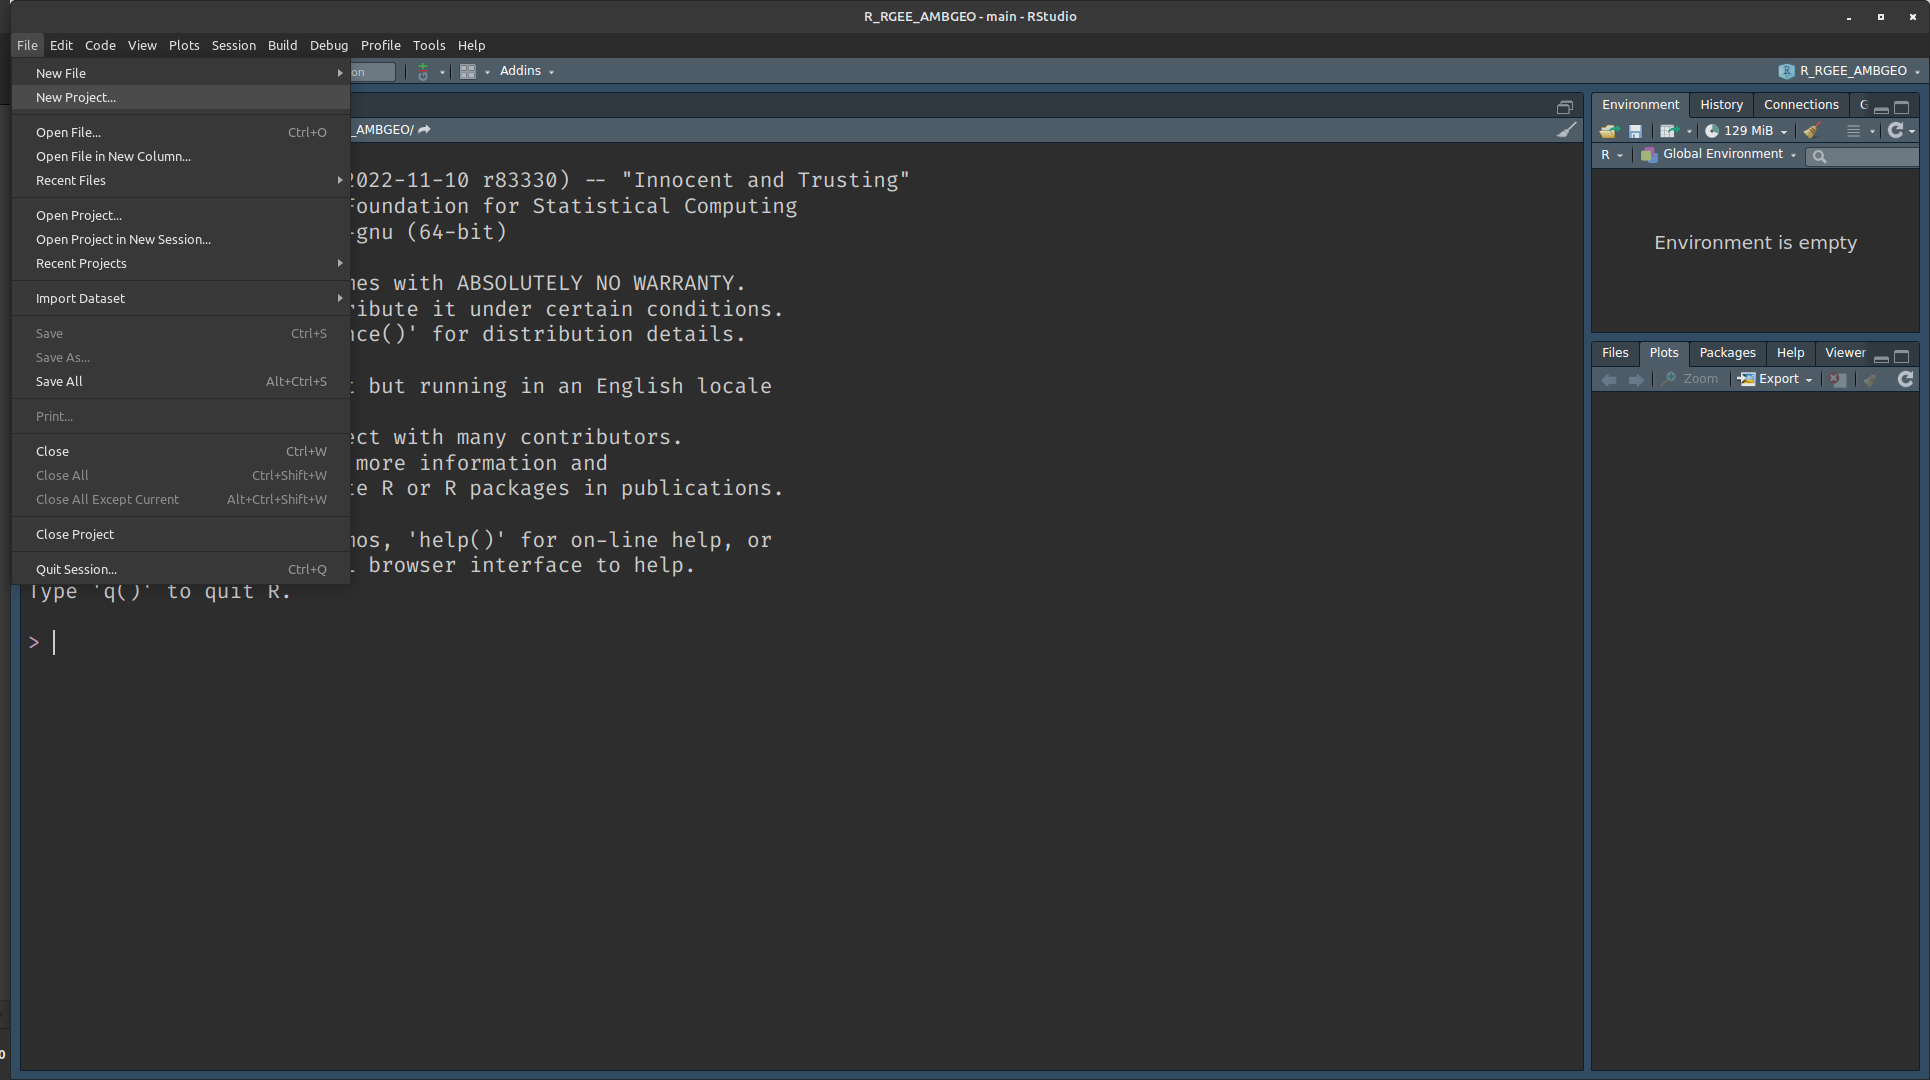 R_RGEE_AMBGEO - main - RStudio
File Edit Code View Plots Session Build Debug Profile Tools Help
Addins
R_RGEE_AMBGEO
New File
New Project...
Open File... Ctrl+O
Open File in New Column...
Recent Files
Open Project...
Open Project in New Session...
Recent Projects
Import Dataset
Save Ctrl+S
Save As...
Save All Alt+Ctrl+S
Print...
Close Ctrl+W
Close All Ctrl+Shift+W
Close All Except Current Alt+Ctrl+Shift+W
Close Project
Quit Session... Ctrl+Q
_AMBGEO/
2022-11-10 r83330) -- "Innocent and Trusting"
Foundation for Statistical Computing
-gnu (64-bit)
mes with ABSOLUTELY NO WARRANTY.
ribute it under certain conditions.
nce()' for distribution details.
but running in an English locale
ect with many contributors.
more information and
te R or R packages in publications.
mos, 'help()' for on-line help, or
browser interface to help.
Type 'q()' to quit R.
>
Environment History Connections G
129 MiB
R Global Environment
Environment is empty
Files Plots Packages Help Viewer
Zoom Export